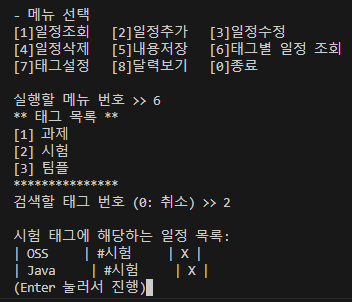 - 메뉴 선택
[1]일정조회 [2]일정추가 [3]일정수정
[4]일정삭제 [5]내용저장 [6]태그별 일정 조회
[7]태그설정 [8]달력보기 [0]종료
실행할 메뉴 번호 >> 6
** 태그 목록 **
[1] 과제
[2] 시험
[3] 팀플
***************
검색할 태그 번호 (0: 취소) >> 2
시험 태그에 해당하는 일정 목록:
| OSS | #시험 | X |
| Java | #시험 | X |
(Enter 눌러서 진행)